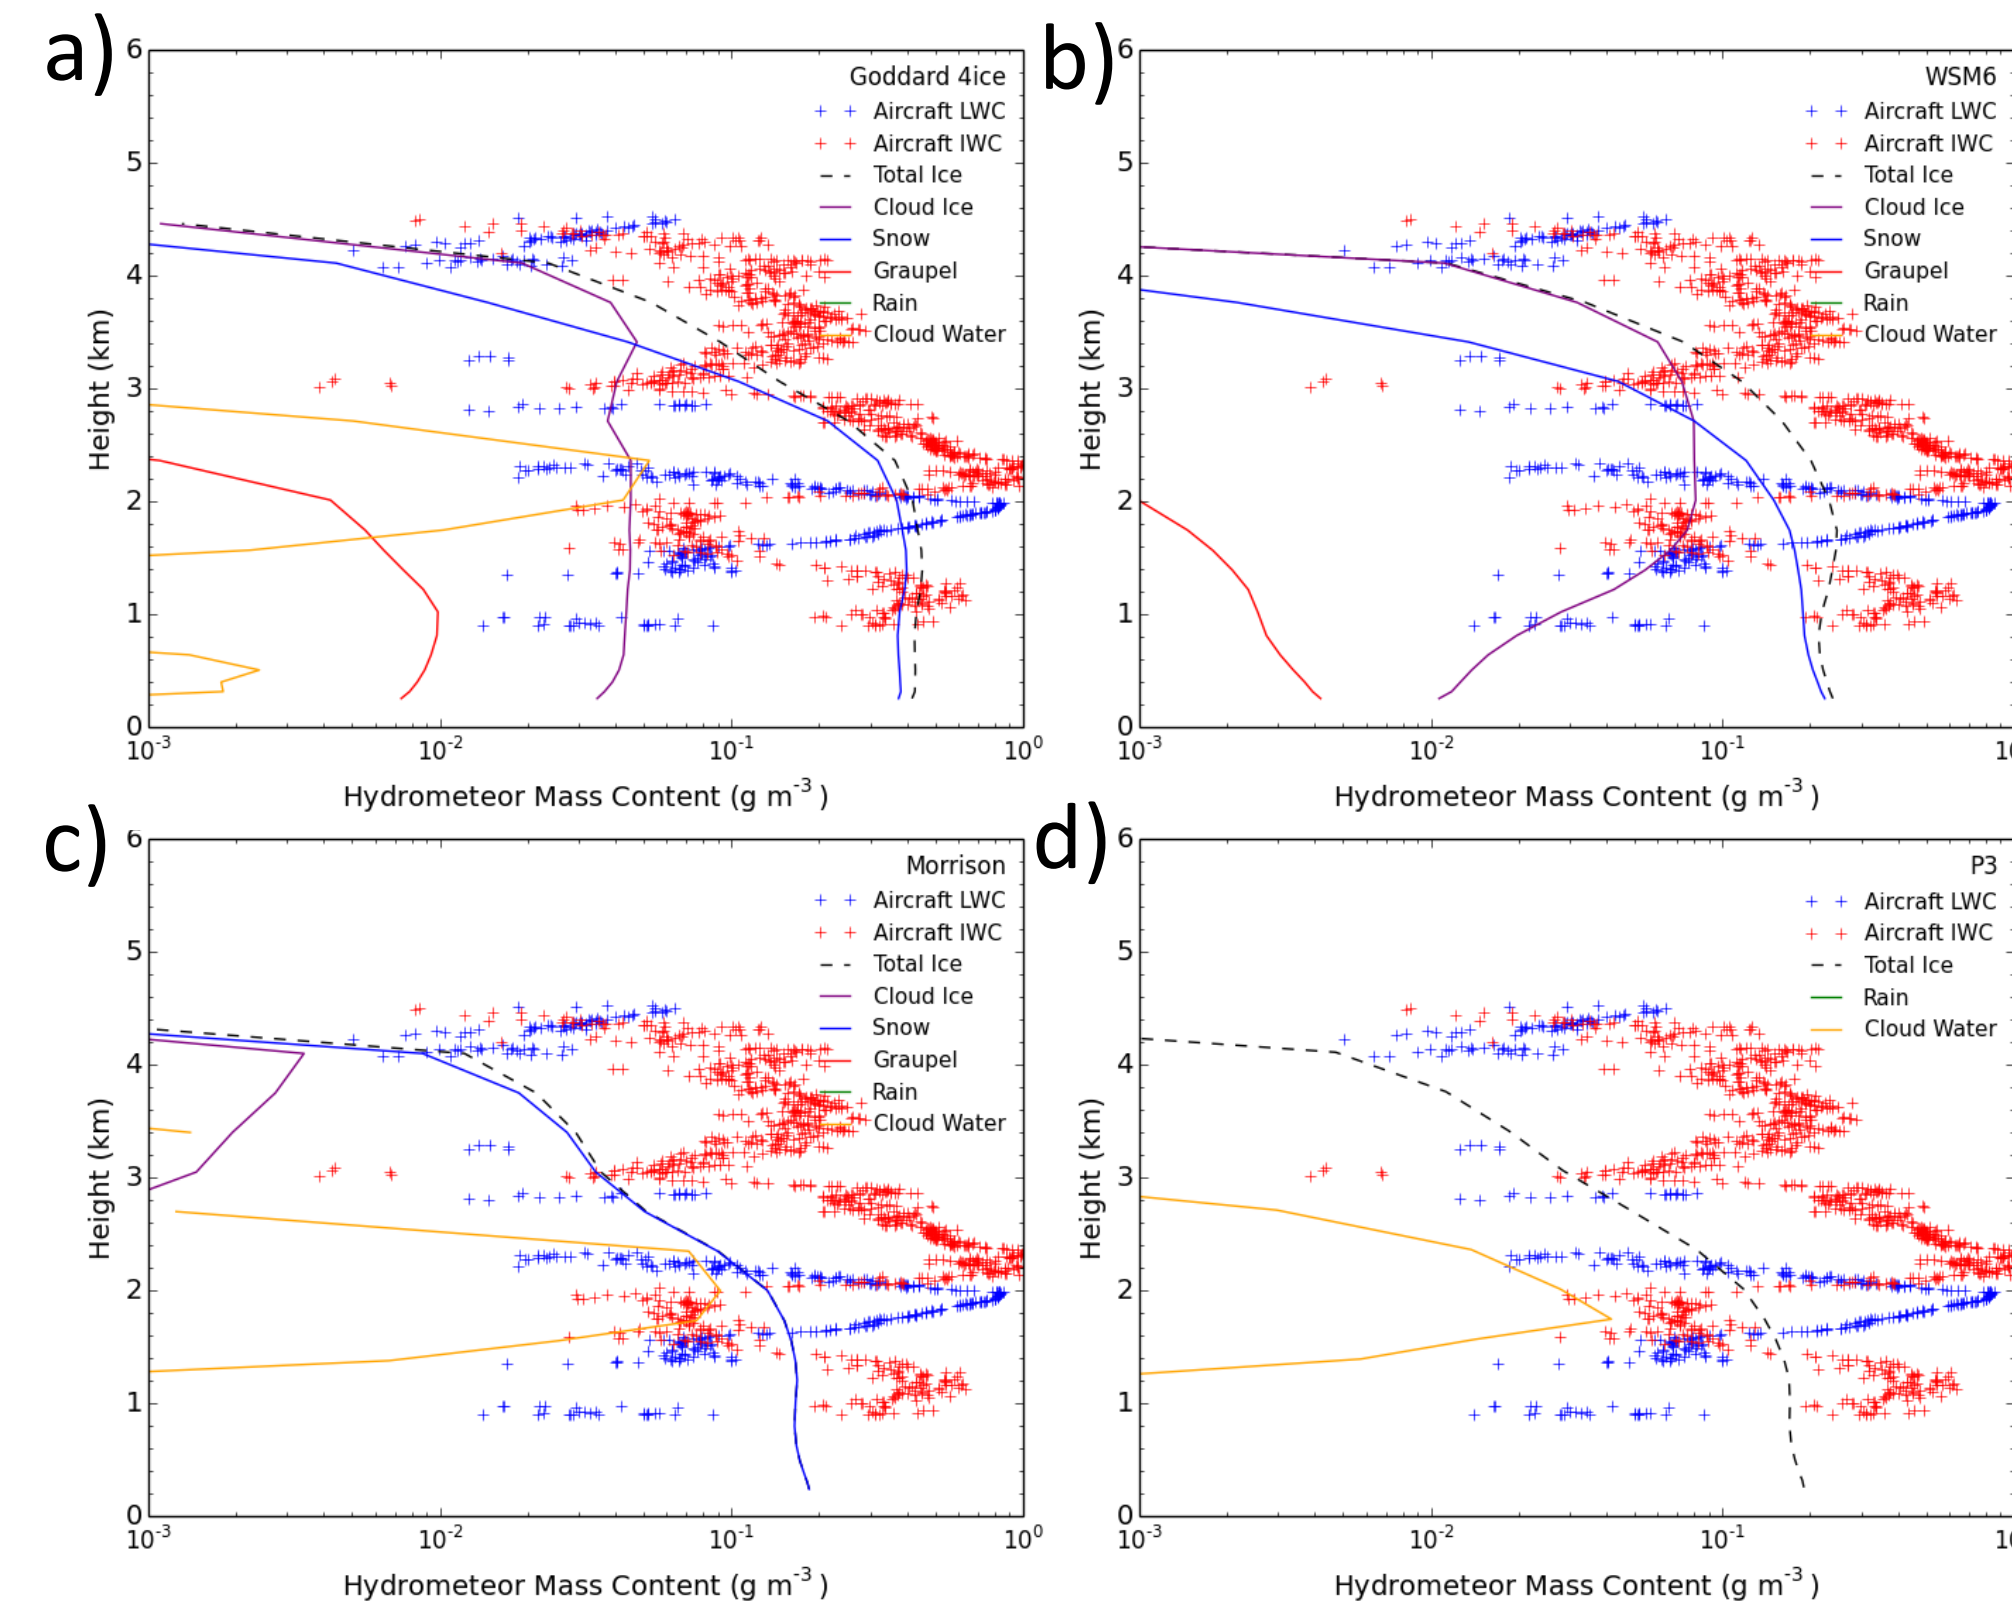 a)
6
5
4
3
2
1
0
Height (km)
Goddard 4ice
Aircraft LWC
Aircraft IWC
Total Ice
Cloud Ice
Snow
Graupel
Rain
Cloud Water
10-3 10-2 10-1 100
Hydrometeor Mass Content (g m-3 )
b)
6
5
4
3
2
1
0
Height (km)
WSM6
Aircraft LWC
Aircraft IWC
Total Ice
Cloud Ice
Snow
Graupel
Rain
Cloud Water
10-3 10-2 10-1
Hydrometeor Mass Content (g m-3 )
c)
6
5
4
3
2
1
0
Height (km)
Morrison
Aircraft LWC
Aircraft IWC
Total Ice
Cloud Ice
Snow
Graupel
Rain
Cloud Water
10-3 10-2 10-1 100
Hydrometeor Mass Content (g m-3 )
d)
6
5
4
3
2
1
0
Height (km)
P3
Aircraft LWC
Aircraft IWC
Total Ice
Rain
Cloud Water
10-3 10-2 10-1
Hydrometeor Mass Content (g m-3 )